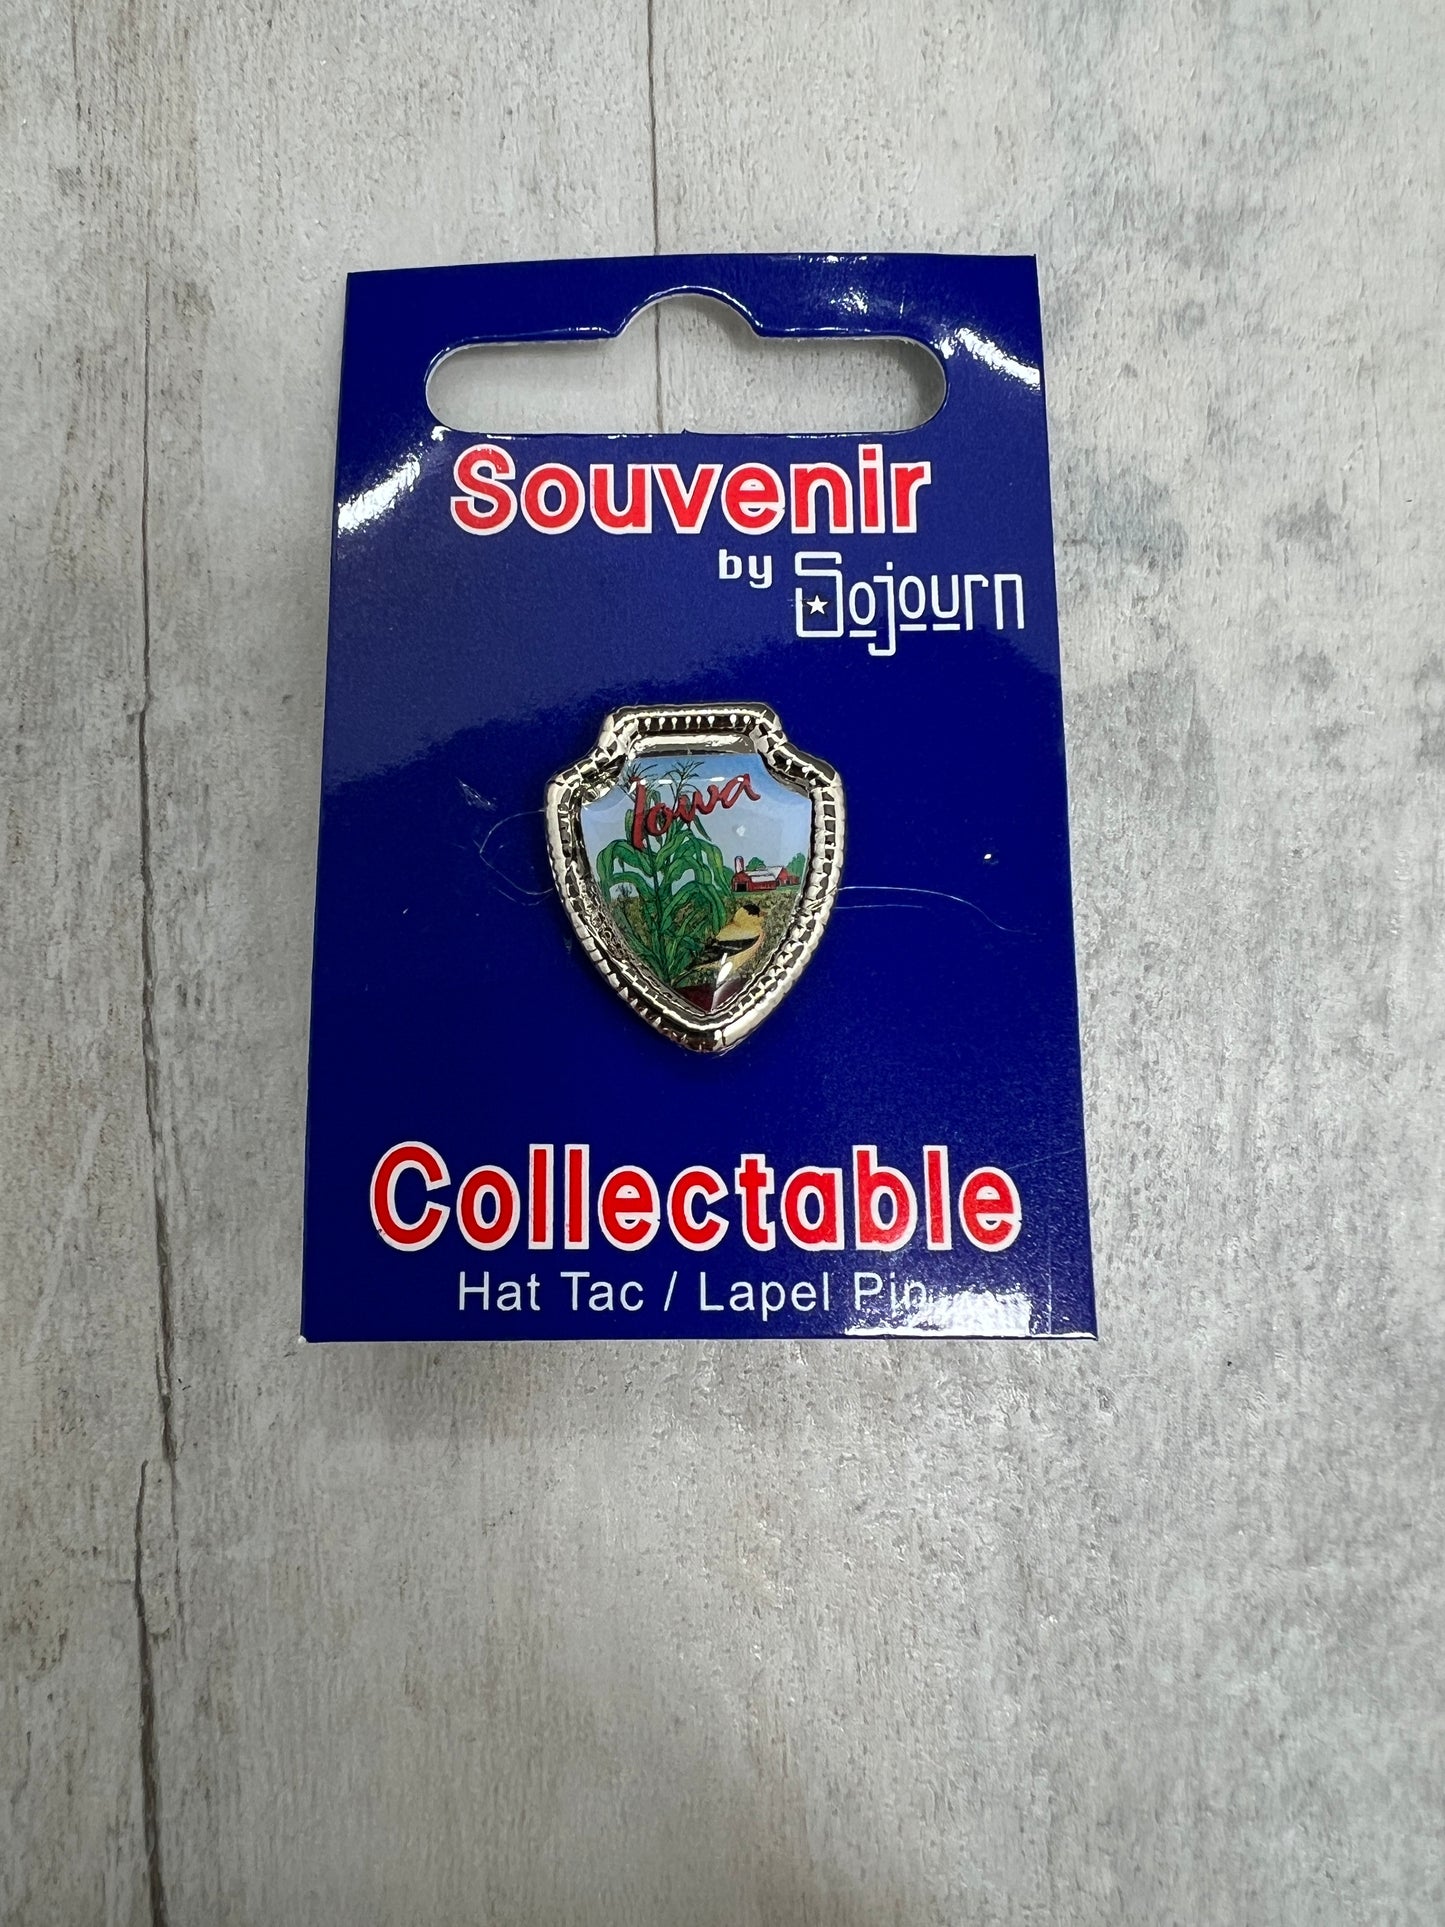 Souvenir
by Sojourn
Iowa
Collectable
Hat Tac / Lapel Pin